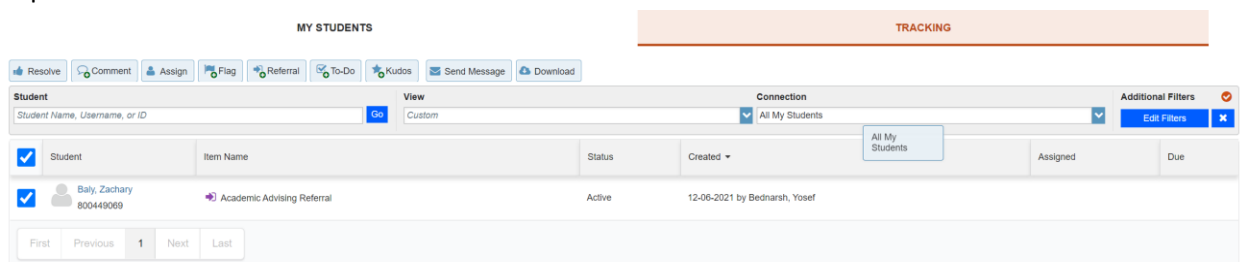 MY STUDENTS TRACKING
Resolve Comment Assign Flag Referral To-Do Kudos Send Message Download
Student View Connection Additional Filters
Student Name, Username, or ID Go Custom All My Students Edit Filters
All My
Students
Student Item Name Status Created Assigned Due
Baly, Zachary
800449069
Academic Advising Referral Active 12-06-2021 by Bednarsh, Yosef
First Previous 1 Next Last